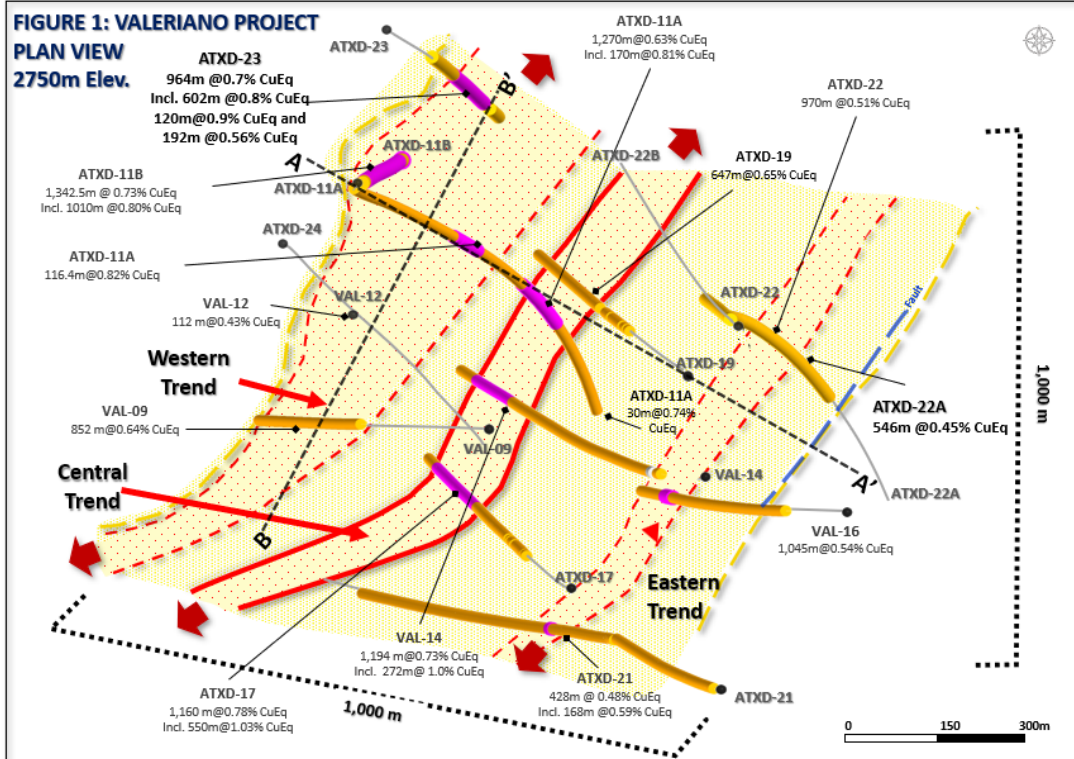 FIGURE 1: VALERIANO PROJECT
PLAN VIEW
2750m Elev.
ATXD-23
964m @0.7% CuEq
Incl. 602m @0.8% CuEq
120m@0.9% CuEq and
192m @0.56% CuEq
ATXD-23
B'
ATXD-11A
1,270m@0.63% CuEq
Incl. 170m@0.81% CuEq
ATXD-22
970m @0.51% CuEq
ATXD-22B
ATXD-19
647m@0.65% CuEq
A
ATXD-11B
ATXD-11B
1,342.5m @ 0.73% CuEq
Incl. 1010m @0.80% CuEq
ATXD-11A
ATXD-24
ATXD-11A
116.4m@0.82% CuEq
VAL-12
112 m@0.43% CuEq
VAL-12
ATXD-22
Fault
Western
Trend
ATXD-19
1,000 m
VAL-09
852 m@0.64% CuEq
VAL-09
ATXD-11A
30m@0.74%
CuEq
ATXD-22A
546m @0.45% CuEq
Central
Trend
VAL-14
A'
ATXD-22A
B
VAL-16
1,045m@0.54% CuEq
ATXD-17
Eastern
Trend
VAL-14
1,194 m@0.73% CuEq
Incl. 272m@ 1.0% CuEq
ATXD-17
1,160 m@0.78% CuEq
Incl. 550m@1.03% CuEq
1,000 m
ATXD-21
428m @ 0.48% CuEq
Incl. 168m @0.59% CuEq
ATXD-21
0 150 300m